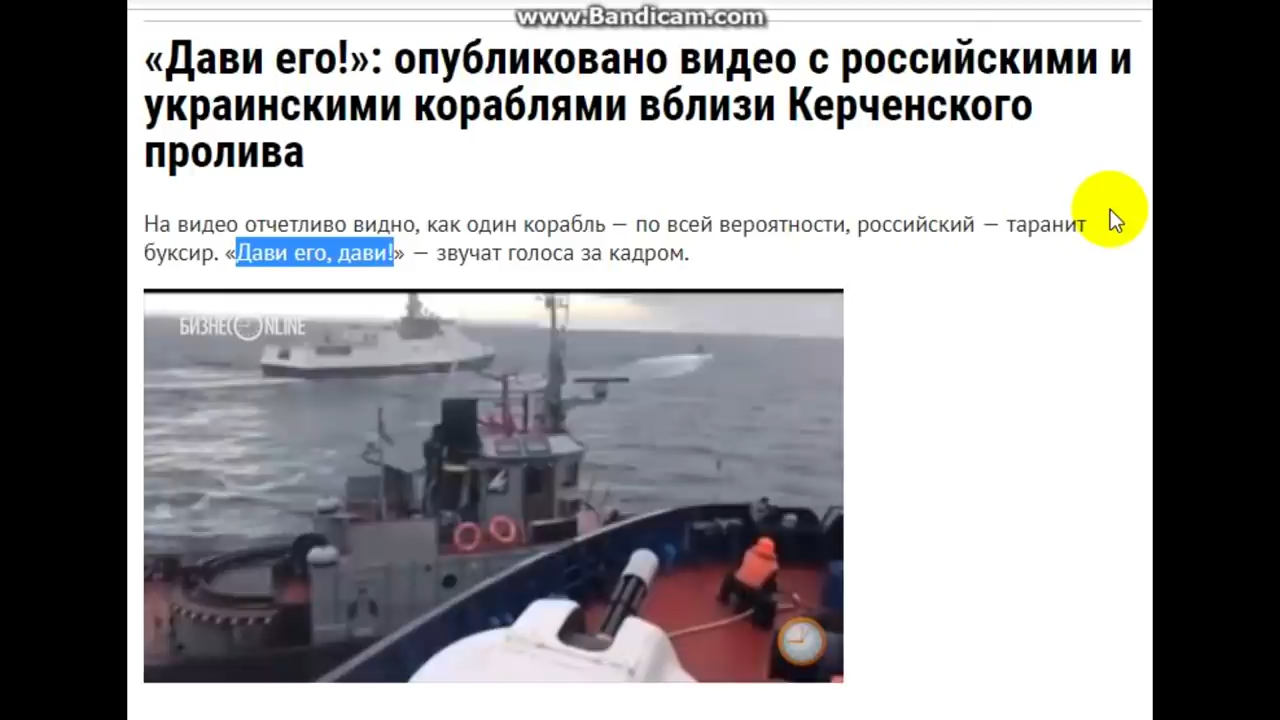 www.Bandicam.com
«Дави его!»: опубликовано видео с российскими и
украинскими кораблями вблизи Керченского
пролива
На видео отчетливо видно, как один корабль — по всей вероятности, российский — таранит
буксир. «Дави его, дави!» — звучат голоса за кадром.
БИЗНЕС ONLINE